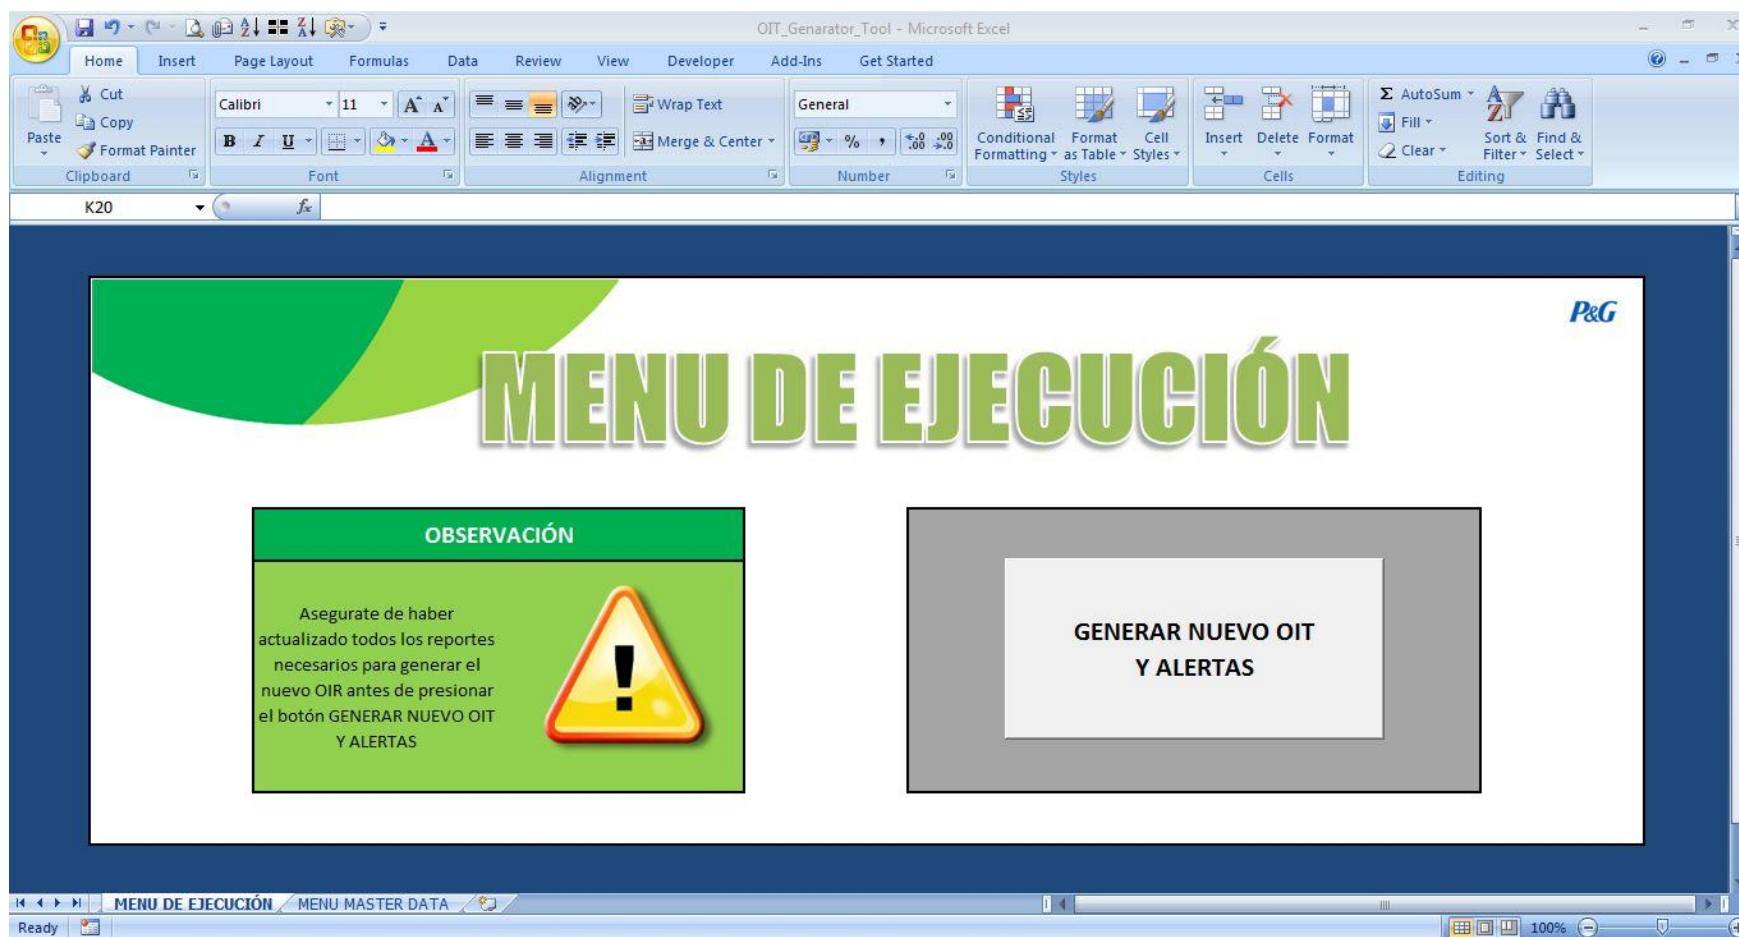 OIT_Genarator_Tool - Microsoft Excel
Home Insert Page Layout Formulas Data Review View Developer Add-Ins Get Started
Paste
Cut
Copy
Format Painter
Clipboard
Calibri 11
B I U
Font
Wrap Text
Merge & Center
Alignment
General
% ,
Number
Conditional Formatting
Format as Table
Cell Styles
Styles
Insert Delete Format
Cells
Σ AutoSum
Fill
Clear
Sort & Filter
Find & Select
Editing
K20 fx
P&G
MENU DE EJECUCIÓN
OBSERVACIÓN
Asegurate de haber
actualizado todos los reportes
necesarios para generar el
nuevo OIR antes de presionar
el botón GENERAR NUEVO OIT
Y ALERTAS
!
GENERAR NUEVO OIT
Y ALERTAS
MENU DE EJECUCIÓN MENU MASTER DATA
Ready 100%